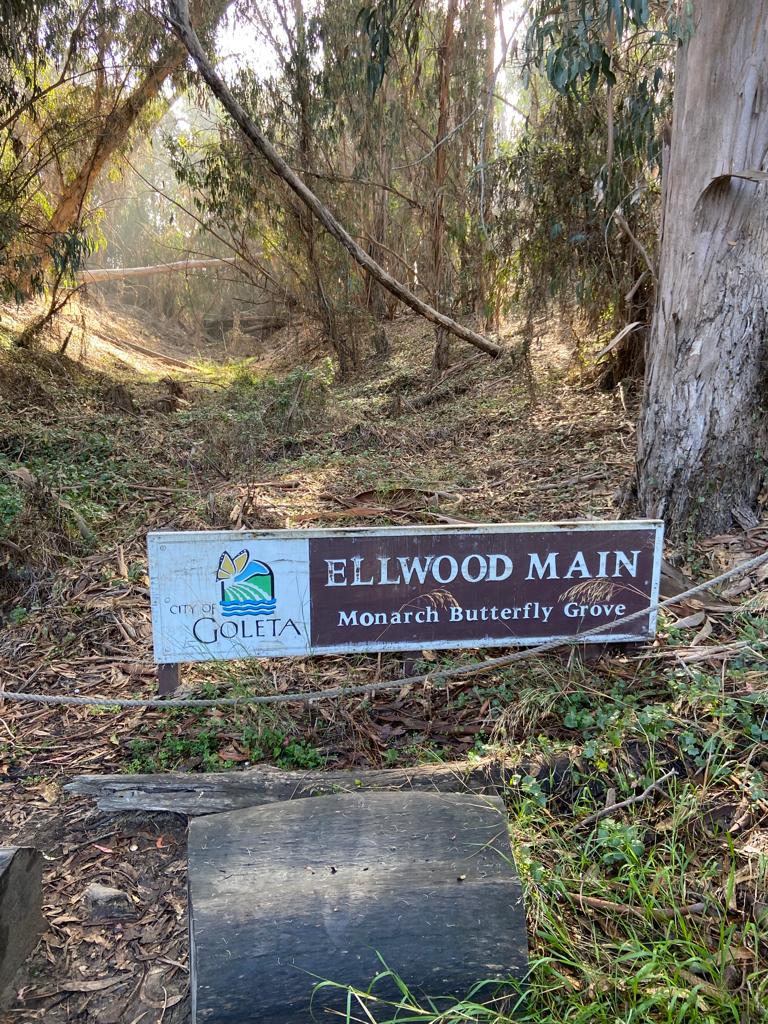 CITY OF
GOLETA
ELLWOOD MAIN
Monarch Butterfly Grove